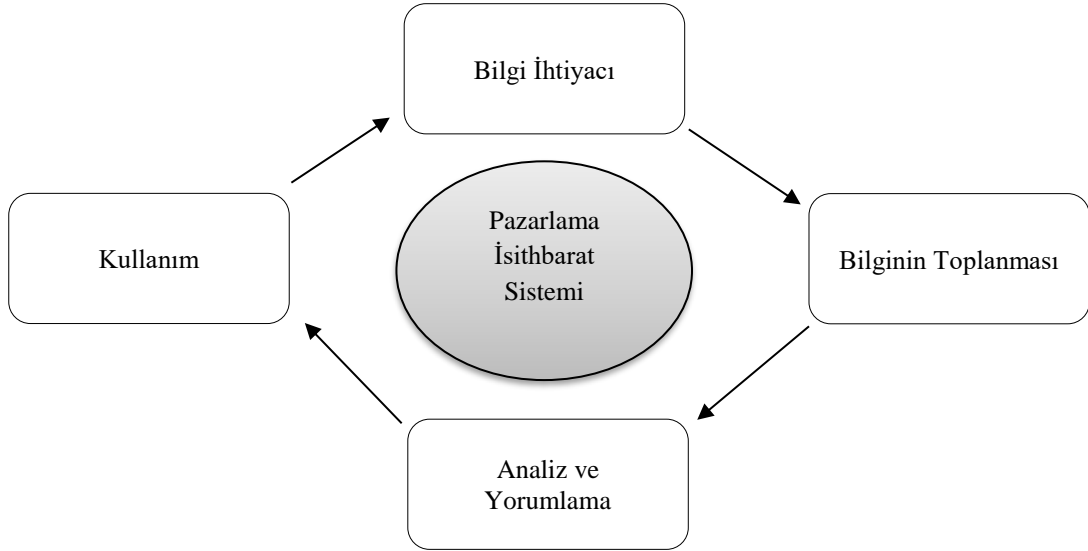 Bilgi İhtiyacı
Pazarlama
İsithbarat
Sistemi
Kullanım
Bilginin Toplanması
Analiz ve
Yorumlama